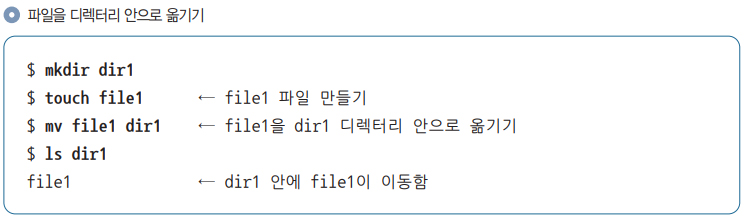 파일을 디렉터리 안으로 옮기기
$ mkdir dir1
$ touch file1 ← file1 파일 만들기
$ mv file1 dir1 ← file1을 dir1 디렉터리 안으로 옮기기
$ ls dir1
file1 ← dir1 안에 file1이 이동함